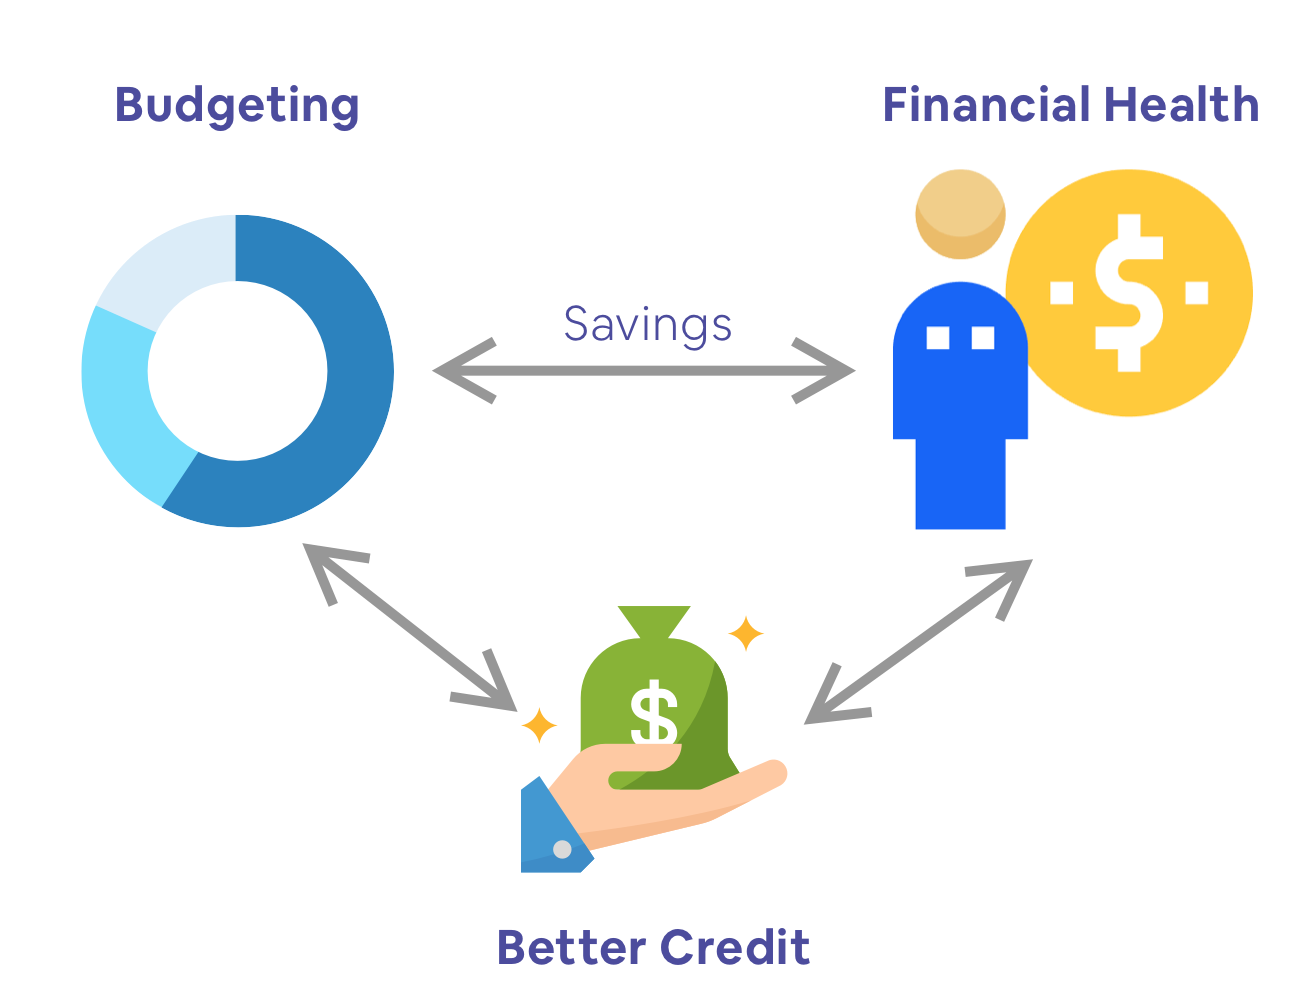 Budgeting
Financial Health
Savings
$
$
Better Credit